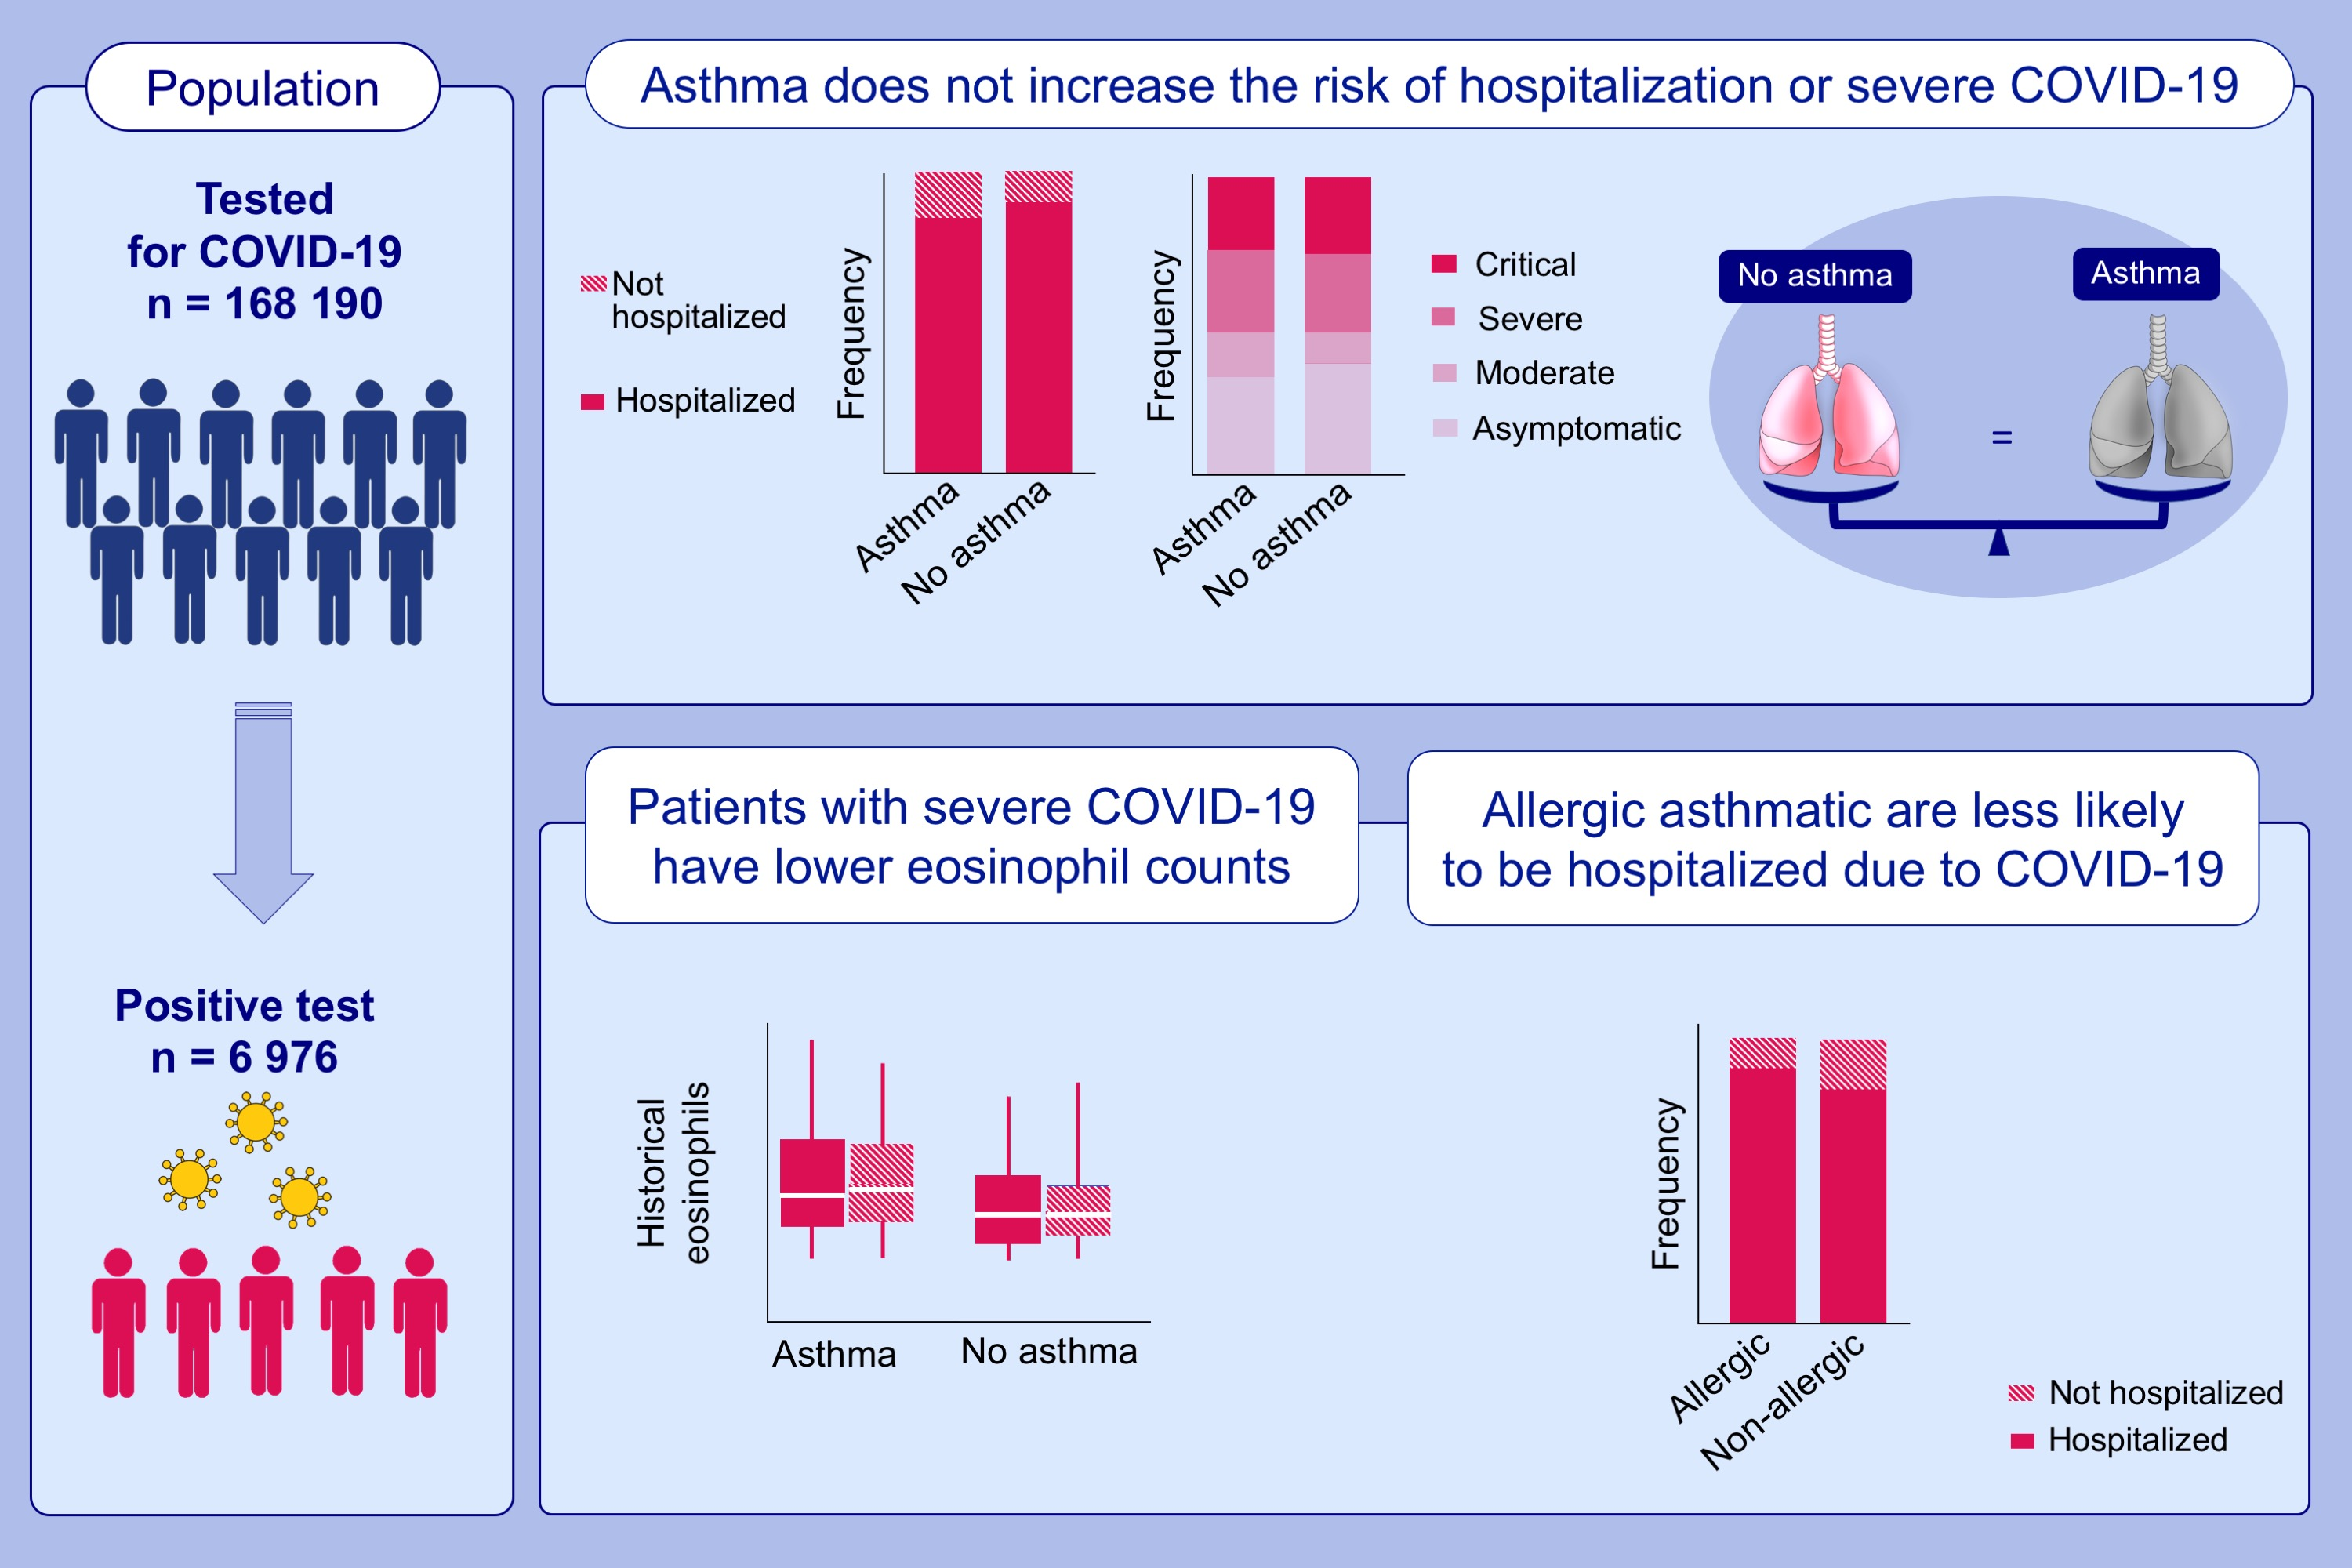 Population
Tested
for COVID-19
n = 168 190
Positive test
n = 6 976
Asthma does not increase the risk of hospitalization or severe COVID-19
Not
hospitalized
Hospitalized
Frequency
Asthma
No asthma
Frequency
Asthma
No asthma
Critical
Severe
Moderate
Asymptomatic
No asthma
Asthma
=
Patients with severe COVID-19
have lower eosinophil counts
Historical
eosinophils
Asthma
No asthma
Allergic asthmatic are less likely
to be hospitalized due to COVID-19
Frequency
Allergic
Non-allergic
Not hospitalized
Hospitalized